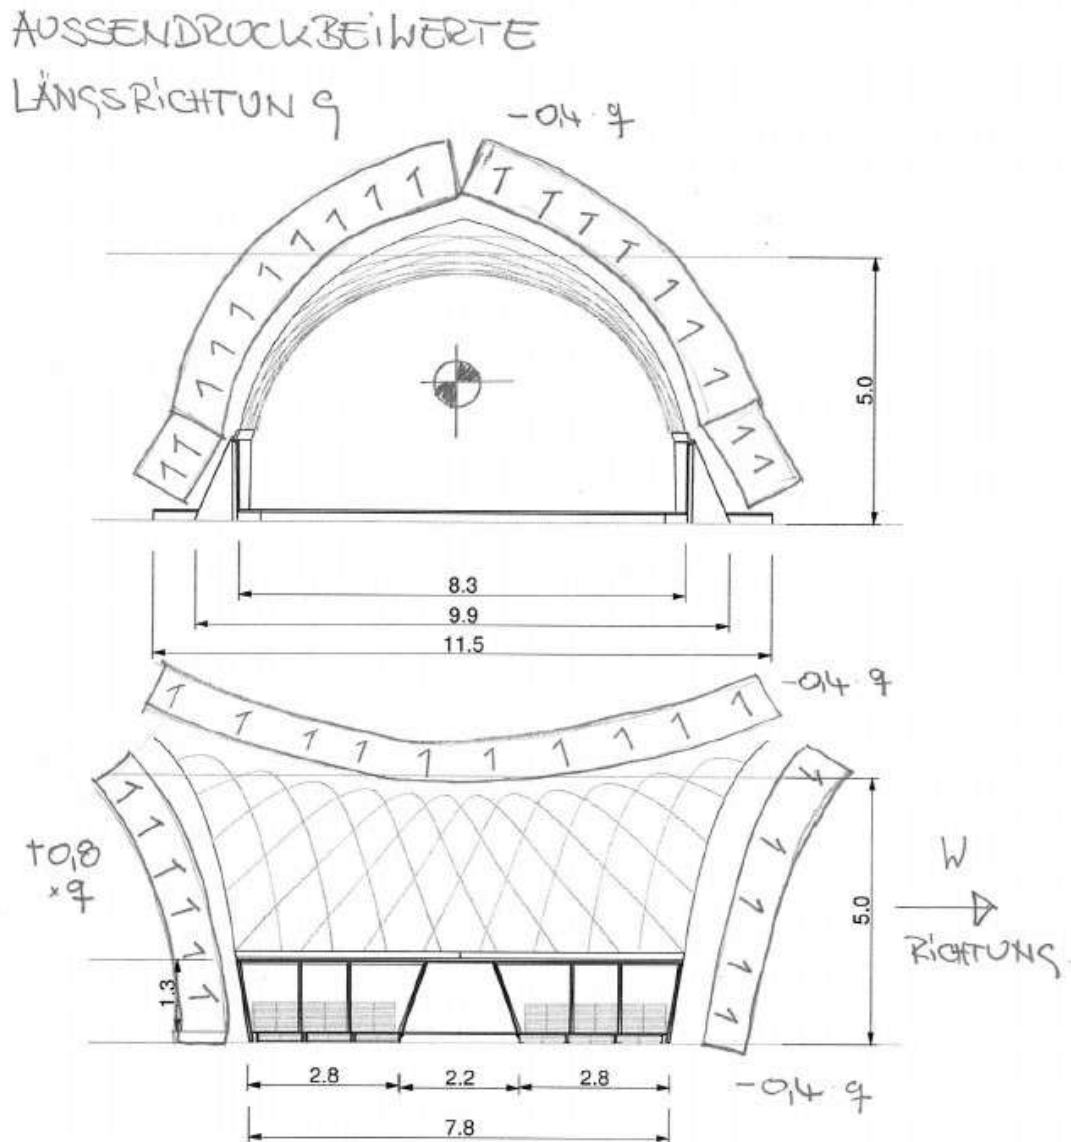 AUSSENDRUCKBEIWERTE
LÄNGSRICHTUNG
-0,4 · q
5.0
8.3
9.9
11.5
-0,4 · q
+0,8
× q
W
RICHTUNG
5.0
1.3
2.8 2.2 2.8
-0,4 q
7.8